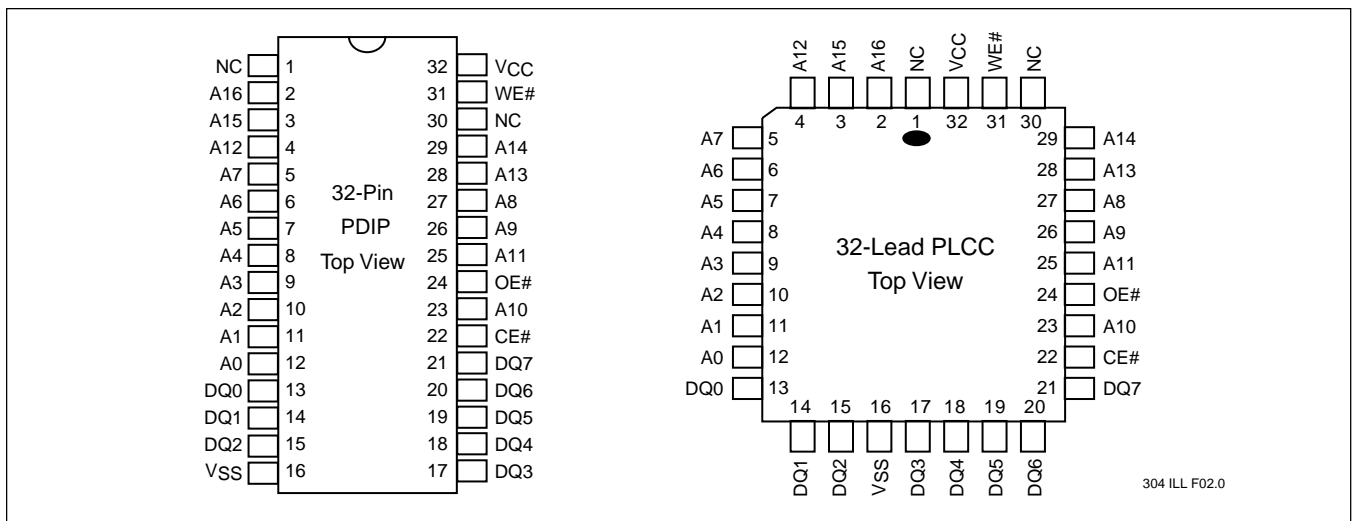 NC 1 32 VCC
A16 2 31 WE#
A15 3 30 NC
A12 4 29 A14
A7 5 28 A13
A6 6 27 A8
A5 7 26 A9
A4 8 25 A11
A3 9 24 OE#
A2 10 23 A10
A1 11 22 CE#
A0 12 21 DQ7
DQ0 13 20 DQ6
DQ1 14 19 DQ5
DQ2 15 18 DQ4
VSS 16 17 DQ3
32-Pin
PDIP
Top View
A12 A15 A16 NC VCC WE# NC
4 3 2 1 32 31 30
A7 5 29 A14
A6 6 28 A13
A5 7 27 A8
A4 8 26 A9
A3 9 25 A11
A2 10 24 OE#
A1 11 23 A10
A0 12 22 CE#
DQ0 13 21 DQ7
32-Lead PLCC
Top View
14 15 16 17 18 19 20
DQ1 DQ2 VSS DQ3 DQ4 DQ5 DQ6
304 ILL F02.0